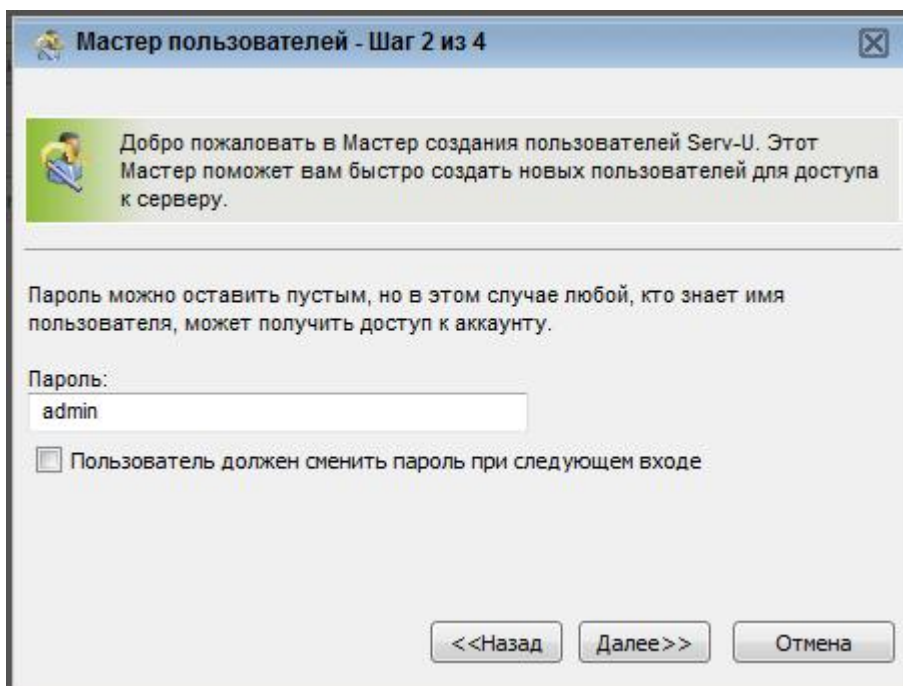 Мастер пользователей - Шаг 2 из 4
Добро пожаловать в Мастер создания пользователей Serv-U. Этот
Мастер поможет вам быстро создать новых пользователей для доступа
к серверу.
Пароль можно оставить пустым, но в этом случае любой, кто знает имя
пользователя, может получить доступ к аккаунту.
Пароль:
admin
Пользователь должен сменить пароль при следующем входе
<<Назад Далее>> Отмена